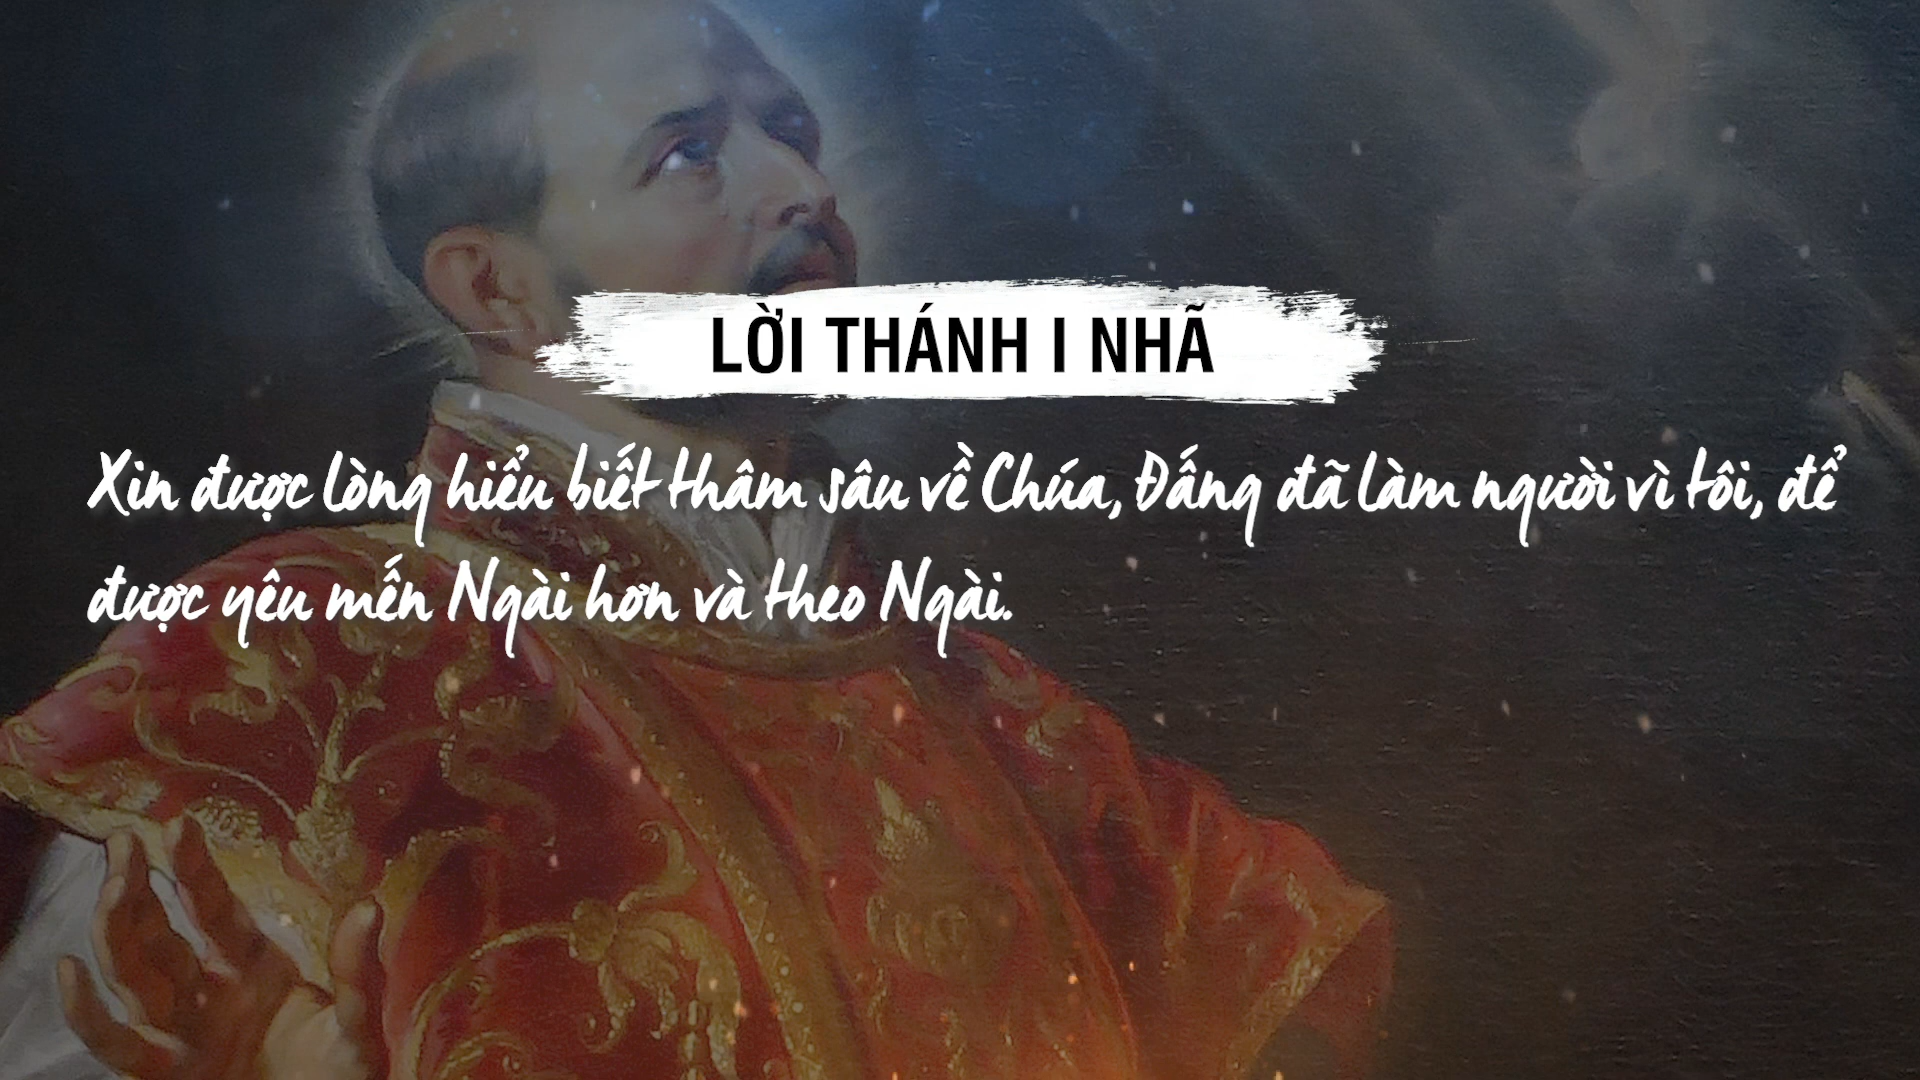 LỜI THÁNH I NHÃ
Xin được lòng hiểu biết thâm sâu về Chúa, Đấng đã làm người vì tôi, để
được yêu mến Ngài hơn và theo Ngài.